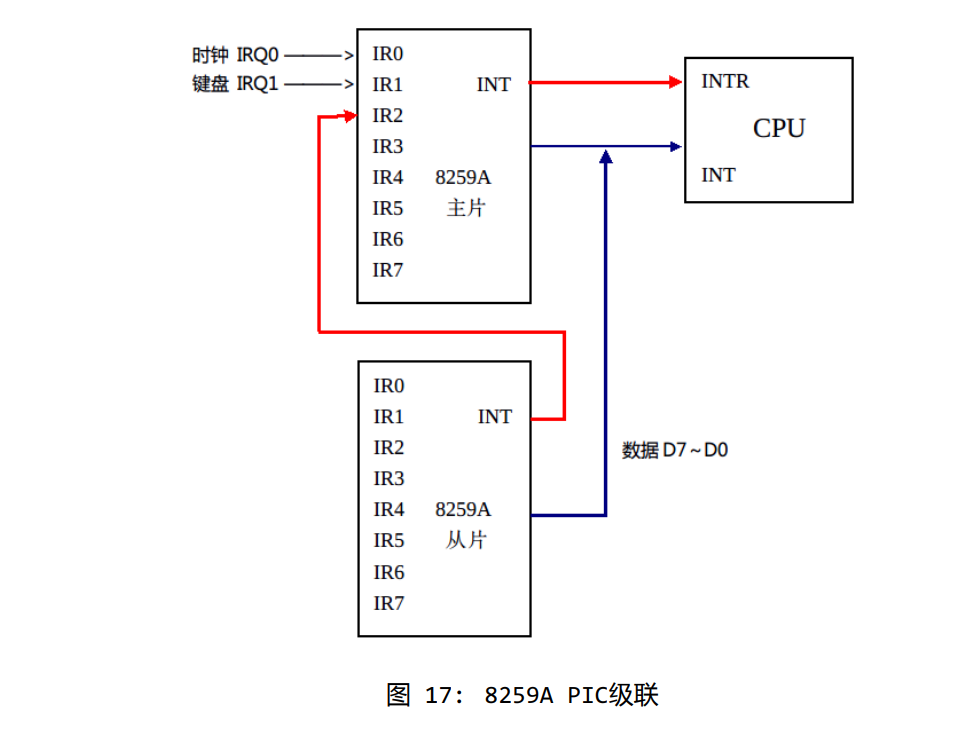 时钟 IRQ0
键盘 IRQ1
IR0
IR1
IR2
IR3
IR4
IR5
IR6
IR7
INT
8259A
主片
INTR
CPU
INT
IR0
IR1
IR2
IR3
IR4
IR5
IR6
IR7
INT
8259A
从片
数据 D7~D0
图 17: 8259A PIC级联